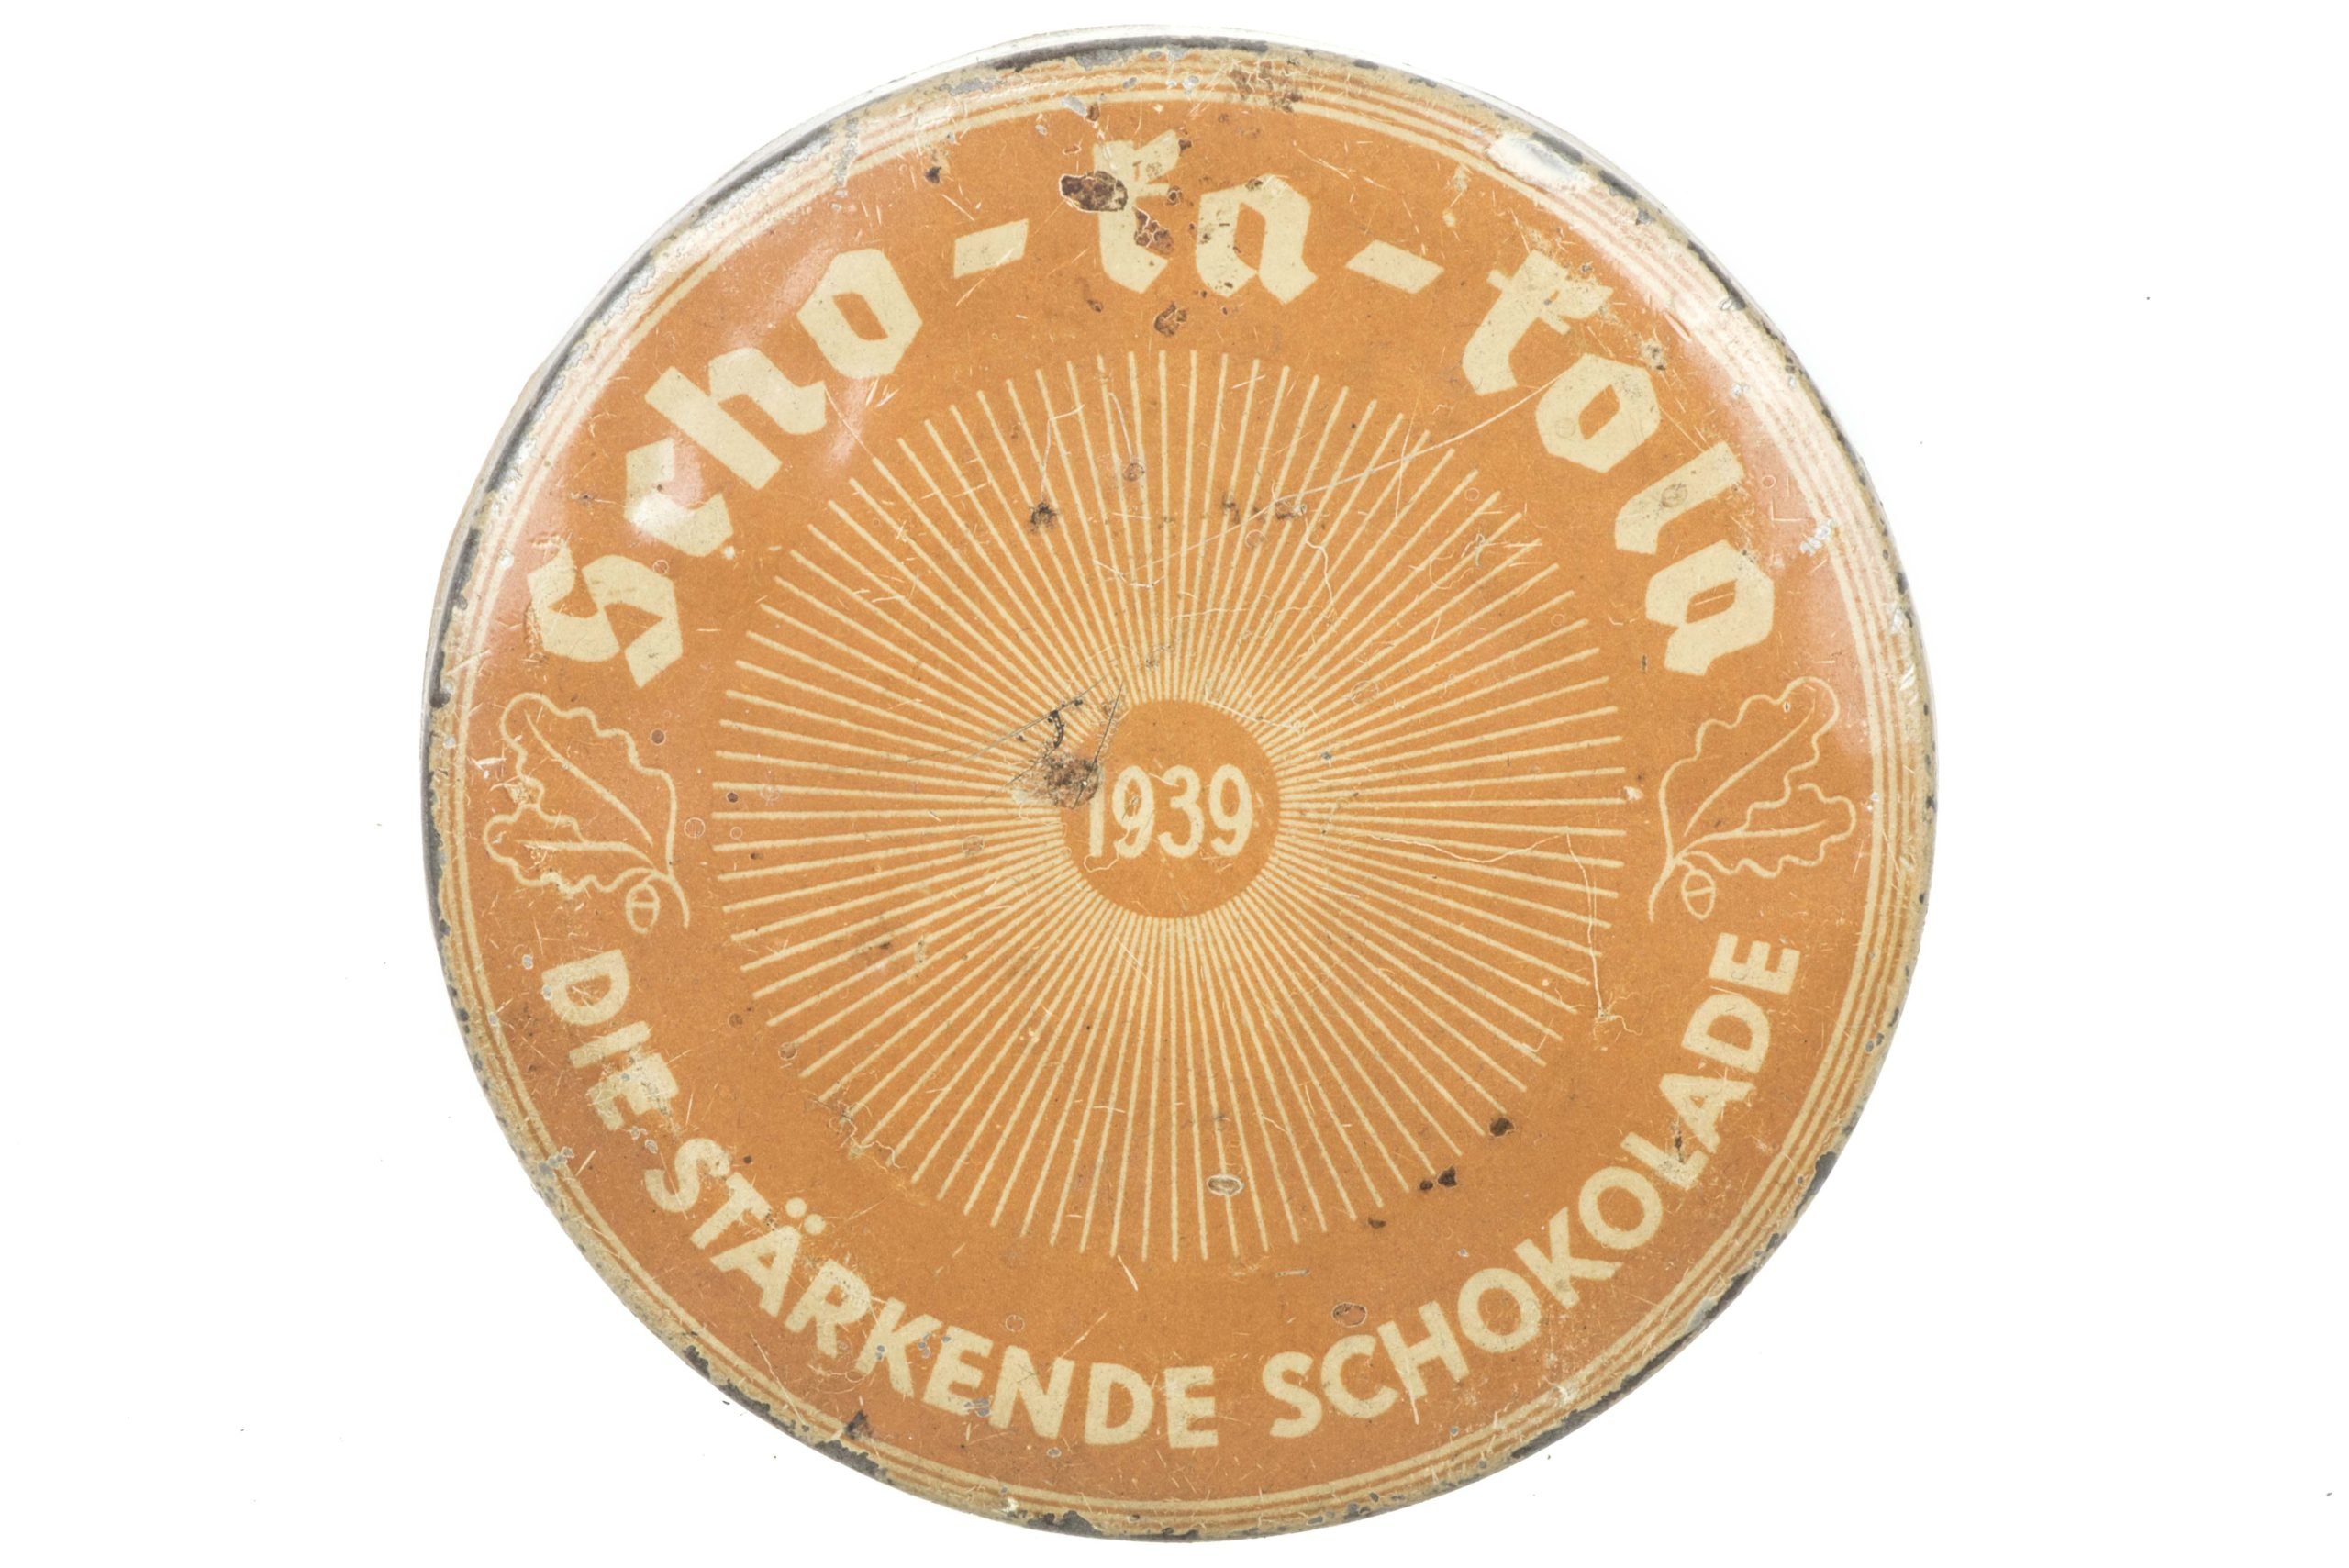 Scho-ka-kola
1939
DIE STÄRKENDE SCHOKOLADE